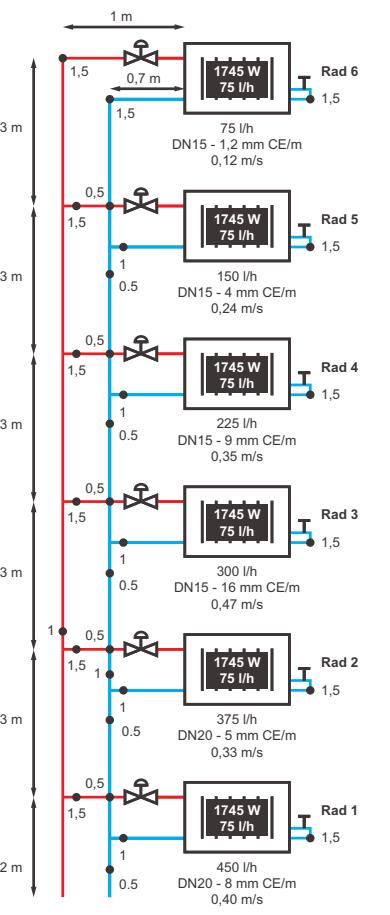 1 m
1745 W
75 l/h
Rad 6
1,5
0,7 m
1,5
1,5
3 m
75 l/h
DN15 - 1,2 mm CE/m
0,12 m/s
0,5
1745 W
75 l/h
Rad 5
1,5
1,5
1
0.5
3 m
150 l/h
DN15 - 4 mm CE/m
0,24 m/s
0,5
1745 W
75 l/h
Rad 4
1,5
1,5
1
0.5
3 m
225 l/h
DN15 - 9 mm CE/m
0,35 m/s
0,5
1745 W
75 l/h
Rad 3
1,5
1,5
1
0.5
3 m
300 l/h
DN15 - 16 mm CE/m
0,47 m/s
1
0,5
1745 W
75 l/h
Rad 2
1,5
1
1,5
1
0.5
3 m
375 l/h
DN20 - 5 mm CE/m
0,33 m/s
0,5
1745 W
75 l/h
Rad 1
1,5
1,5
1
0.5
2 m
450 l/h
DN20 - 8 mm CE/m
0,40 m/s